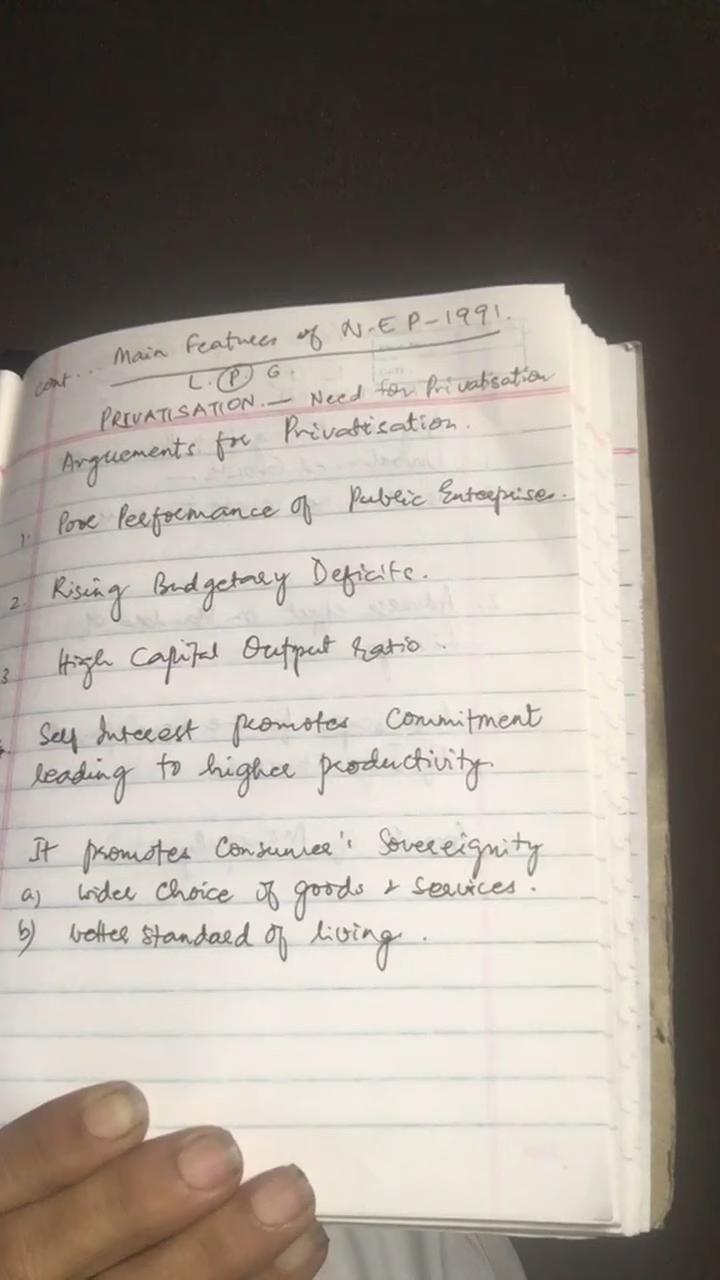 Main Features of N.E P-1991.
cont...
L. P. G.
PRIVATISATION. — Need for Privatisation
Arguements for Privatisation.
1. Poor Performance of Public Enterprise.
2. Rising Budgetary Deficits.
3 High Capital Output ratio.
Self Interest promotes Commitment
leading to higher productivity.
It promotes Consumer's Sovereignity
a) wider choice of goods & services.
b) better standard of living.